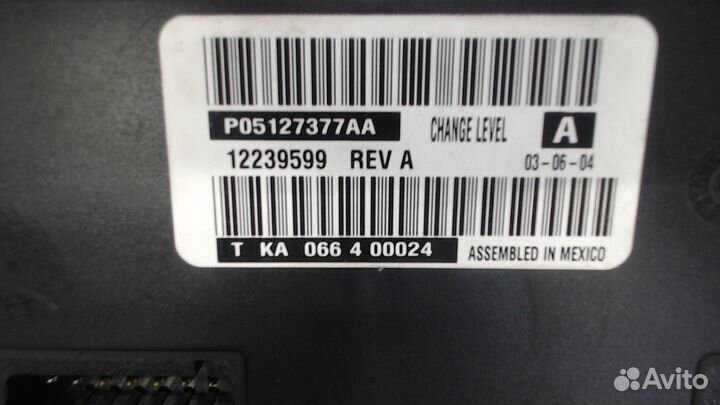 P05127377AA CHANGE LEVEL A
12239599 REV A 03-06-04
T KA 066 4 00024 ASSEMBLED IN MEXICO
Avito